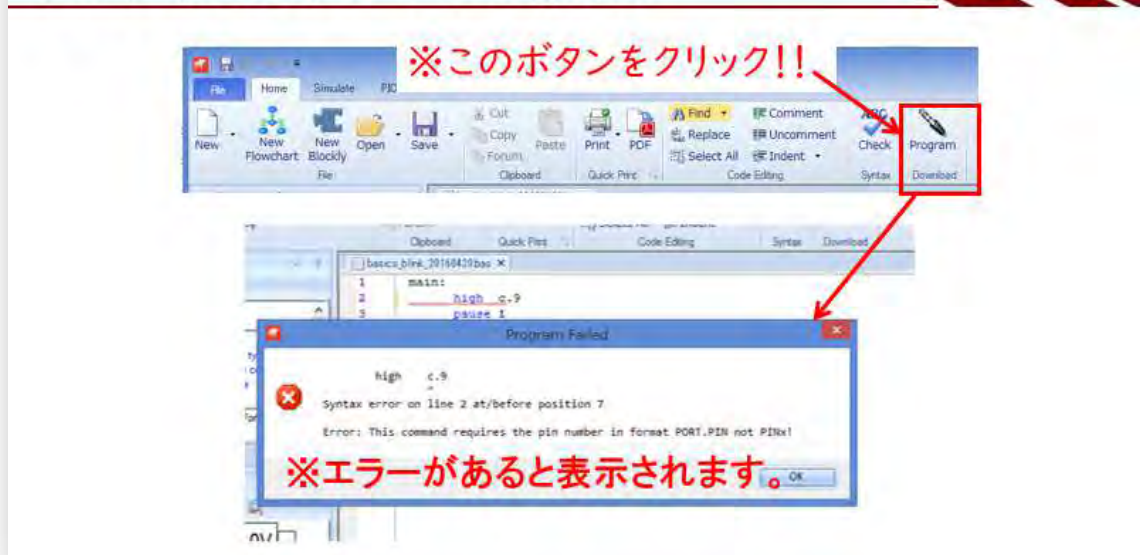 ※このボタンをクリック!!
File Home Simulate PIC
New
New Flowchart
New Blockly
Open
Save
Cut
Copy
Forum
Paste
Print
PDF
Find
Replace
Select All
Comment
Uncomment
Indent
ABC
Check
Program
File Clipboard Quick Print Code Editing Syntax Download
Clipboard Quick Print Code Editing Syntax Download
basics_blink_20160420.bas
1 main:
2 high c.9
3 pause 1
Program Failed
high c.9
^
Syntax error on line 2 at/before position 7
Error: This command requires the pin number in format PORT.PIN not PINx!
※エラーがあると表示されます。
OK
0V